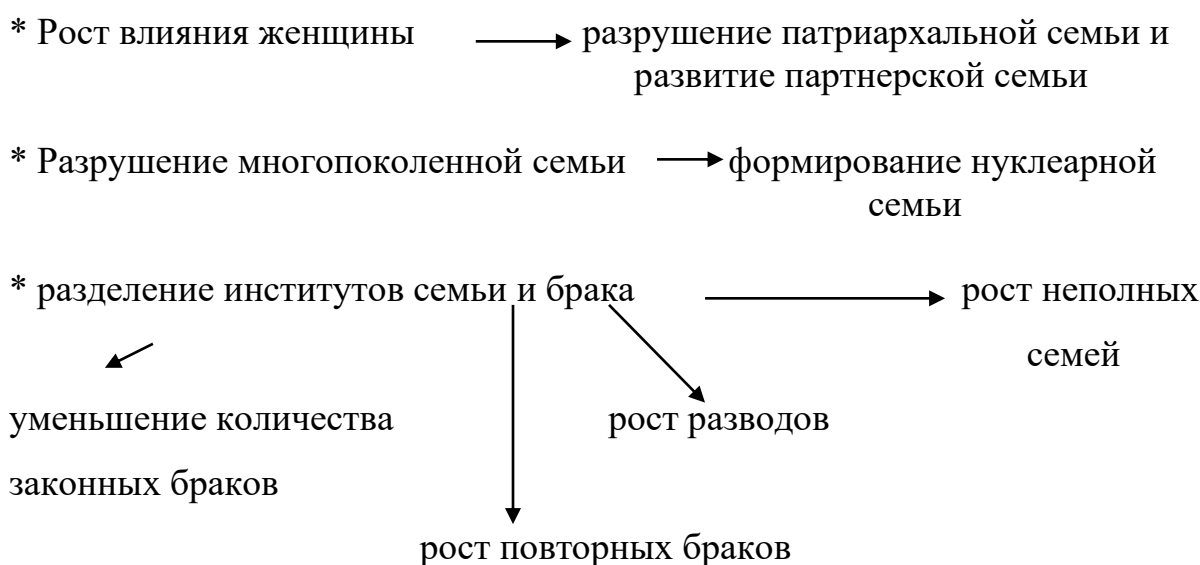 * Рост влияния женщины разрушение патриархальной семьи и
развитие партнерской семьи
* Разрушение многопоколенной семьи формирование нуклеарной
семьи
* разделение институтов семьи и брака рост неполных
семей
уменьшение количества рост разводов
законных браков
рост повторных браков